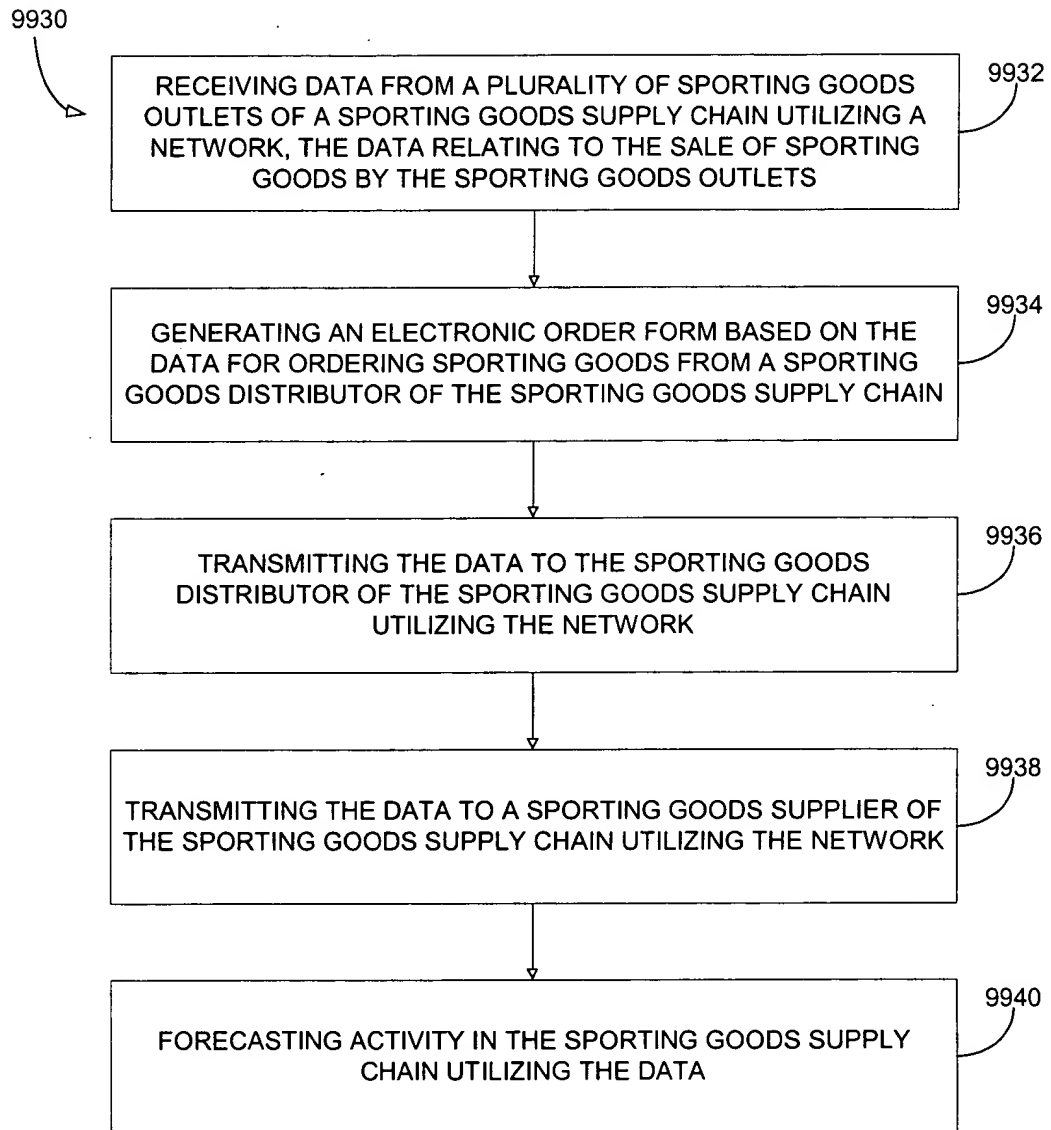 9930
RECEIVING DATA FROM A PLURALITY OF SPORTING GOODS
OUTLETS OF A SPORTING GOODS SUPPLY CHAIN UTILIZING A
NETWORK, THE DATA RELATING TO THE SALE OF SPORTING
GOODS BY THE SPORTING GOODS OUTLETS
9932
GENERATING AN ELECTRONIC ORDER FORM BASED ON THE
DATA FOR ORDERING SPORTING GOODS FROM A SPORTING
GOODS DISTRIBUTOR OF THE SPORTING GOODS SUPPLY CHAIN
9934
TRANSMITTING THE DATA TO THE SPORTING GOODS
DISTRIBUTOR OF THE SPORTING GOODS SUPPLY CHAIN
UTILIZING THE NETWORK
9936
TRANSMITTING THE DATA TO A SPORTING GOODS SUPPLIER OF
THE SPORTING GOODS SUPPLY CHAIN UTILIZING THE NETWORK
9938
FORECASTING ACTIVITY IN THE SPORTING GOODS SUPPLY
CHAIN UTILIZING THE DATA
9940